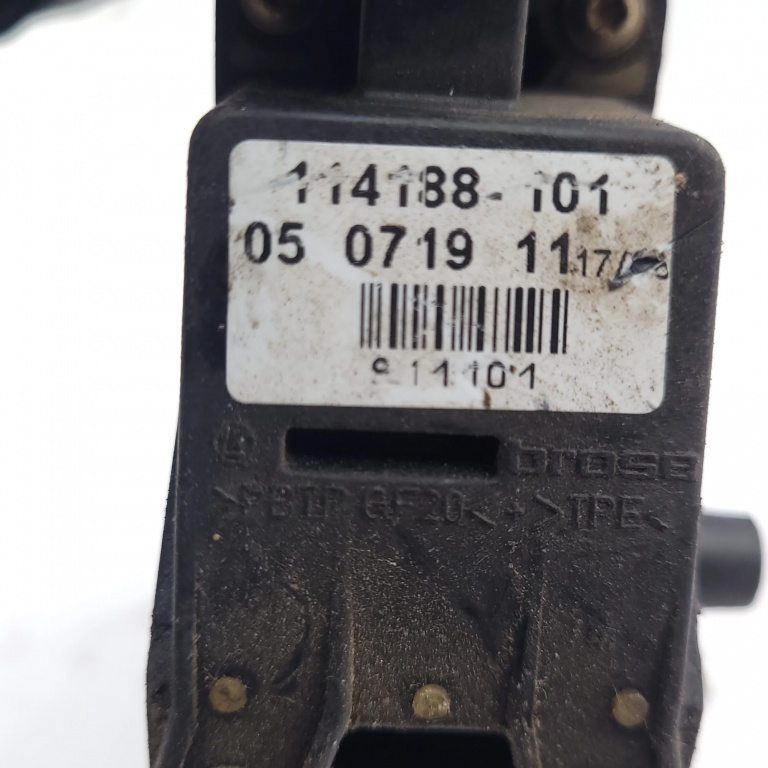 114188-101
05 0719 11
911101
brose
>PBTP GF20<+>TPE<